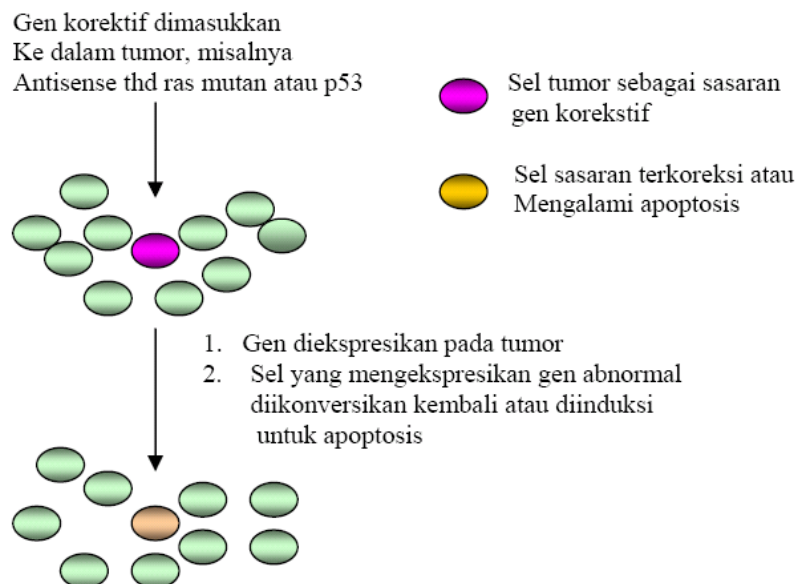 Gen korektif dimasukkan
Ke dalam tumor, misalnya
Antisense thd ras mutan atau p53
Sel tumor sebagai sasaran
gen korekstif
Sel sasaran terkoreksi atau
Mengalami apoptosis
1. Gen diekspresikan pada tumor
2. Sel yang mengekspresikan gen abnormal
diikonversikan kembali atau diinduksi
untuk apoptosis